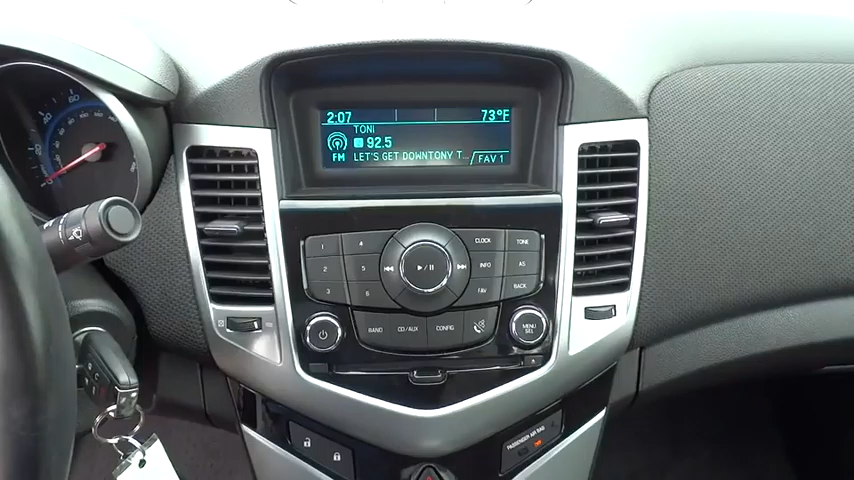 2:07 73°F
TONI
92.5
FM LET'S GET DOWNTONY T... FAV 1
1 4 CLOCK TONE
2 5 INFO AS
3 6 FAV BACK
BAND CD/AUX CONFIG
MENU
SEL
PASSENGER AIR BAG